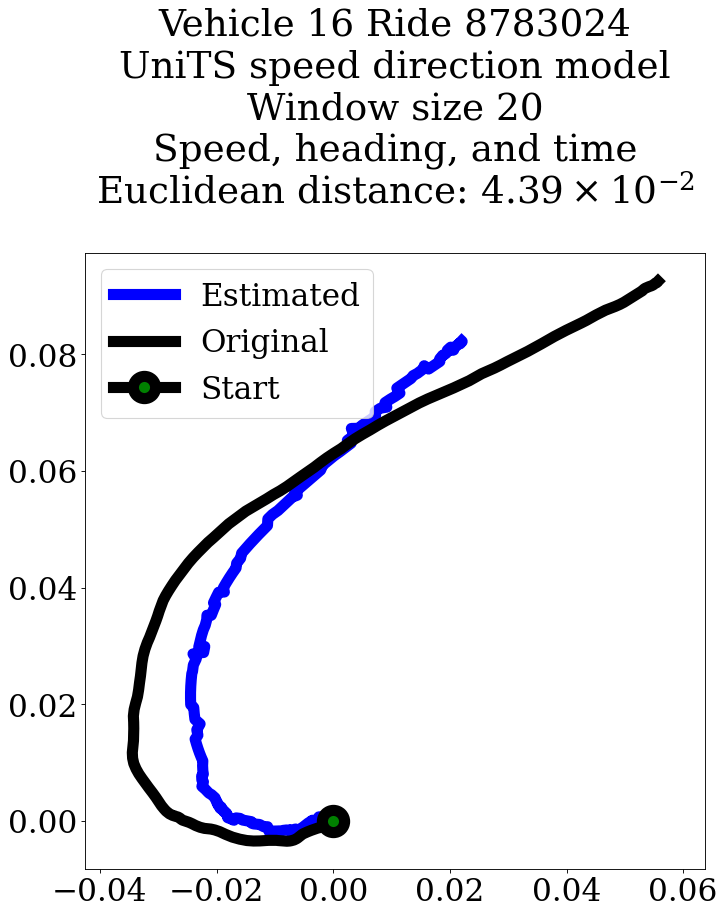 Vehicle 16 Ride 8783024
UniTS speed direction model
Window size 20
Speed, heading, and time
Euclidean distance: 4.39 × 10⁻²
Estimated
Original
Start
0.08
0.06
0.04
0.02
0.00
−0.04 −0.02 0.00 0.02 0.04 0.06